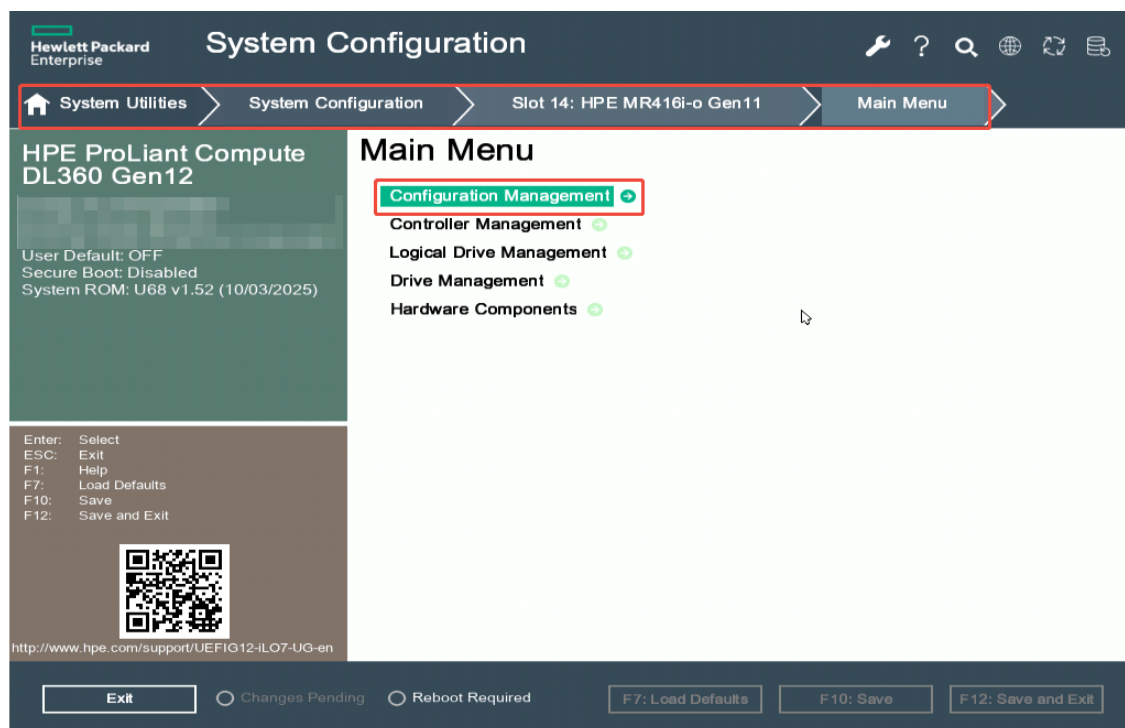 Hewlett Packard
Enterprise
System Configuration
?
System Utilities
System Configuration
Slot 14: HPE MR416i-o Gen11
Main Menu
HPE ProLiant Compute
DL360 Gen12
User Default: OFF
Secure Boot: Disabled
System ROM: U68 v1.52 (10/03/2025)
Main Menu
Configuration Management
Controller Management
Logical Drive Management
Drive Management
Hardware Components
Enter: Select
ESC: Exit
F1: Help
F7: Load Defaults
F10: Save
F12: Save and Exit
http://www.hpe.com/support/UEFIG12-iLO7-UG-en
Exit
Changes Pending
Reboot Required
F7: Load Defaults
F10: Save
F12: Save and Exit